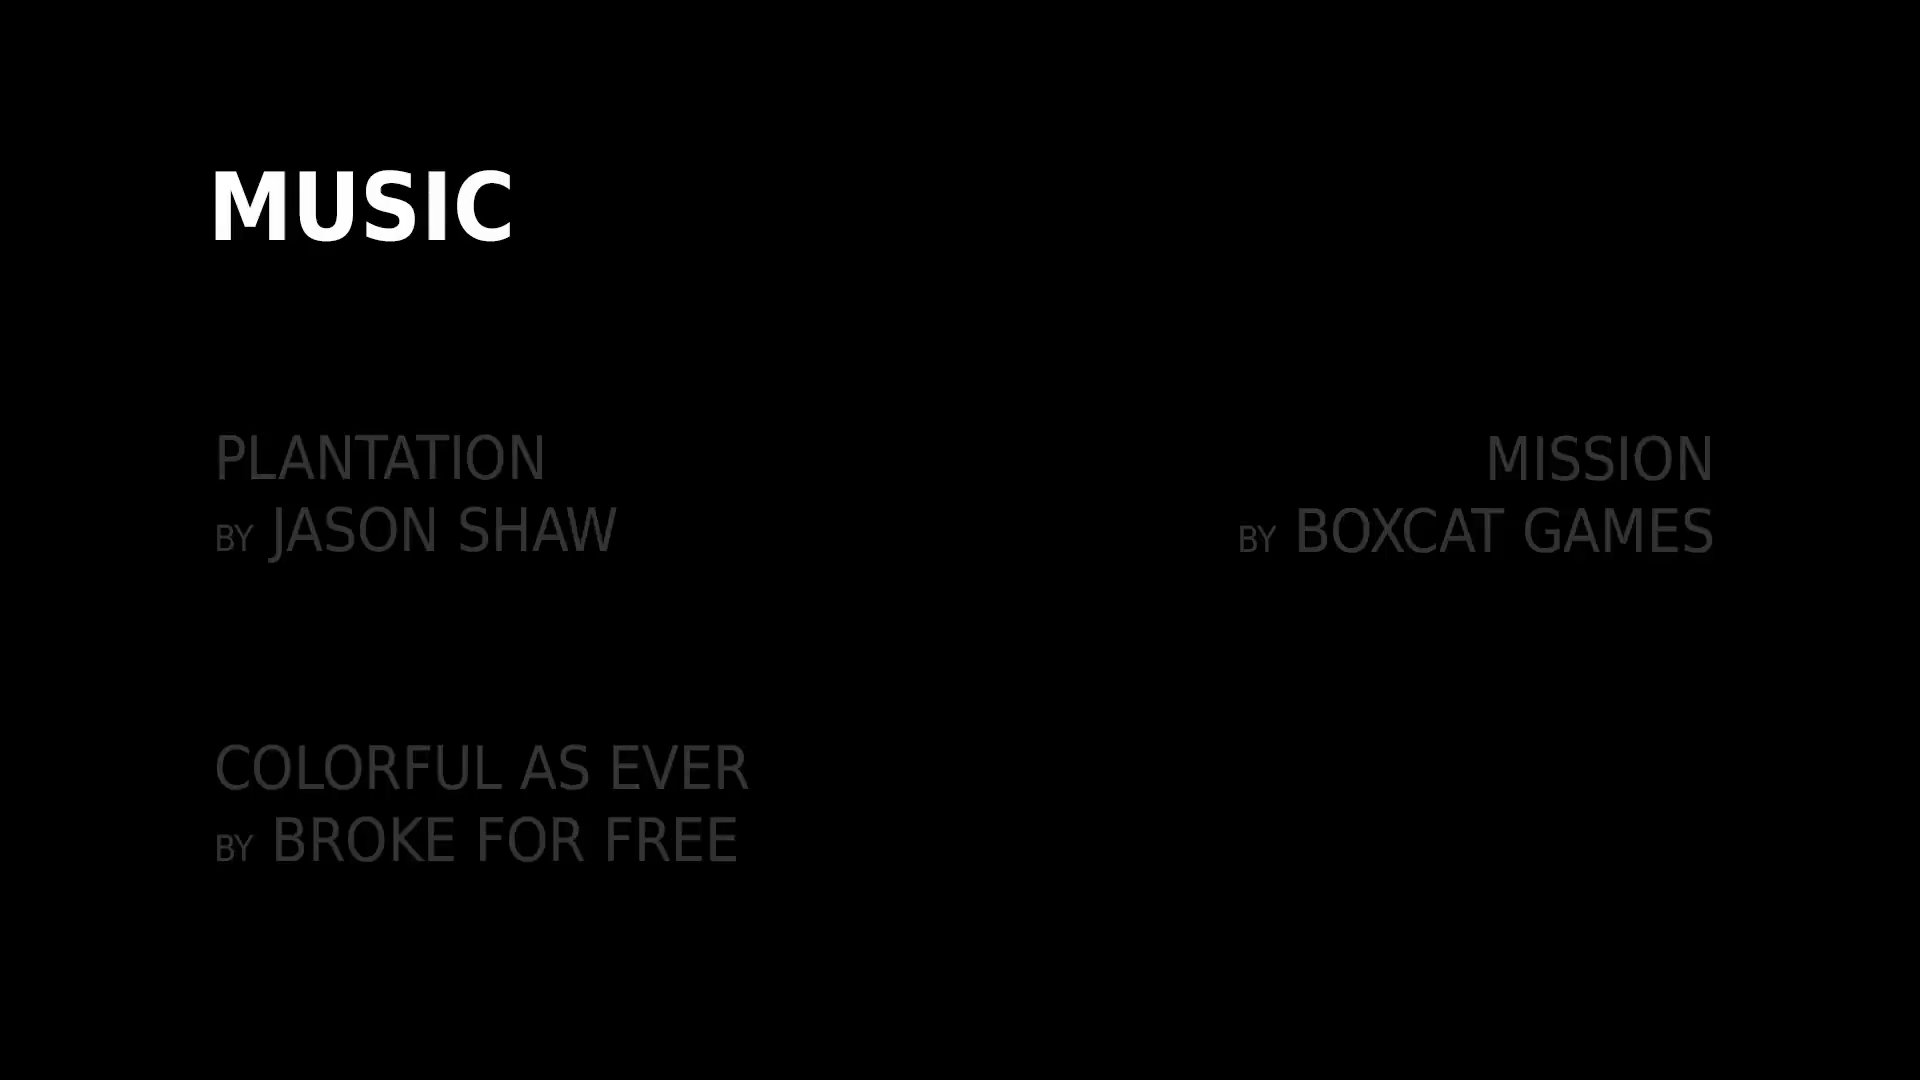 MUSIC
PLANTATION
BY JASON SHAW
MISSION
BY BOXCAT GAMES
COLORFUL AS EVER
BY BROKE FOR FREE